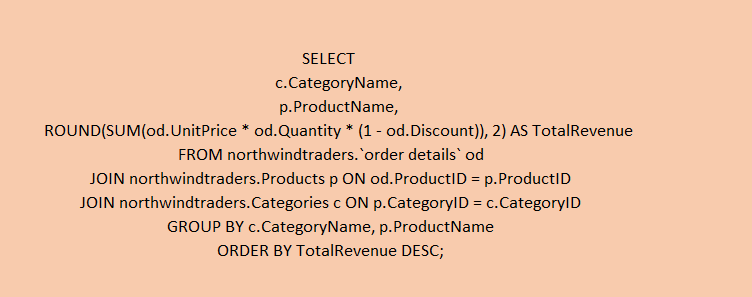 SELECT
c.CategoryName,
p.ProductName,
ROUND(SUM(od.UnitPrice * od.Quantity * (1 - od.Discount)), 2) AS TotalRevenue
FROM northwindtraders.`order details` od
JOIN northwindtraders.Products p ON od.ProductID = p.ProductID
JOIN northwindtraders.Categories c ON p.CategoryID = c.CategoryID
GROUP BY c.CategoryName, p.ProductName
ORDER BY TotalRevenue DESC;